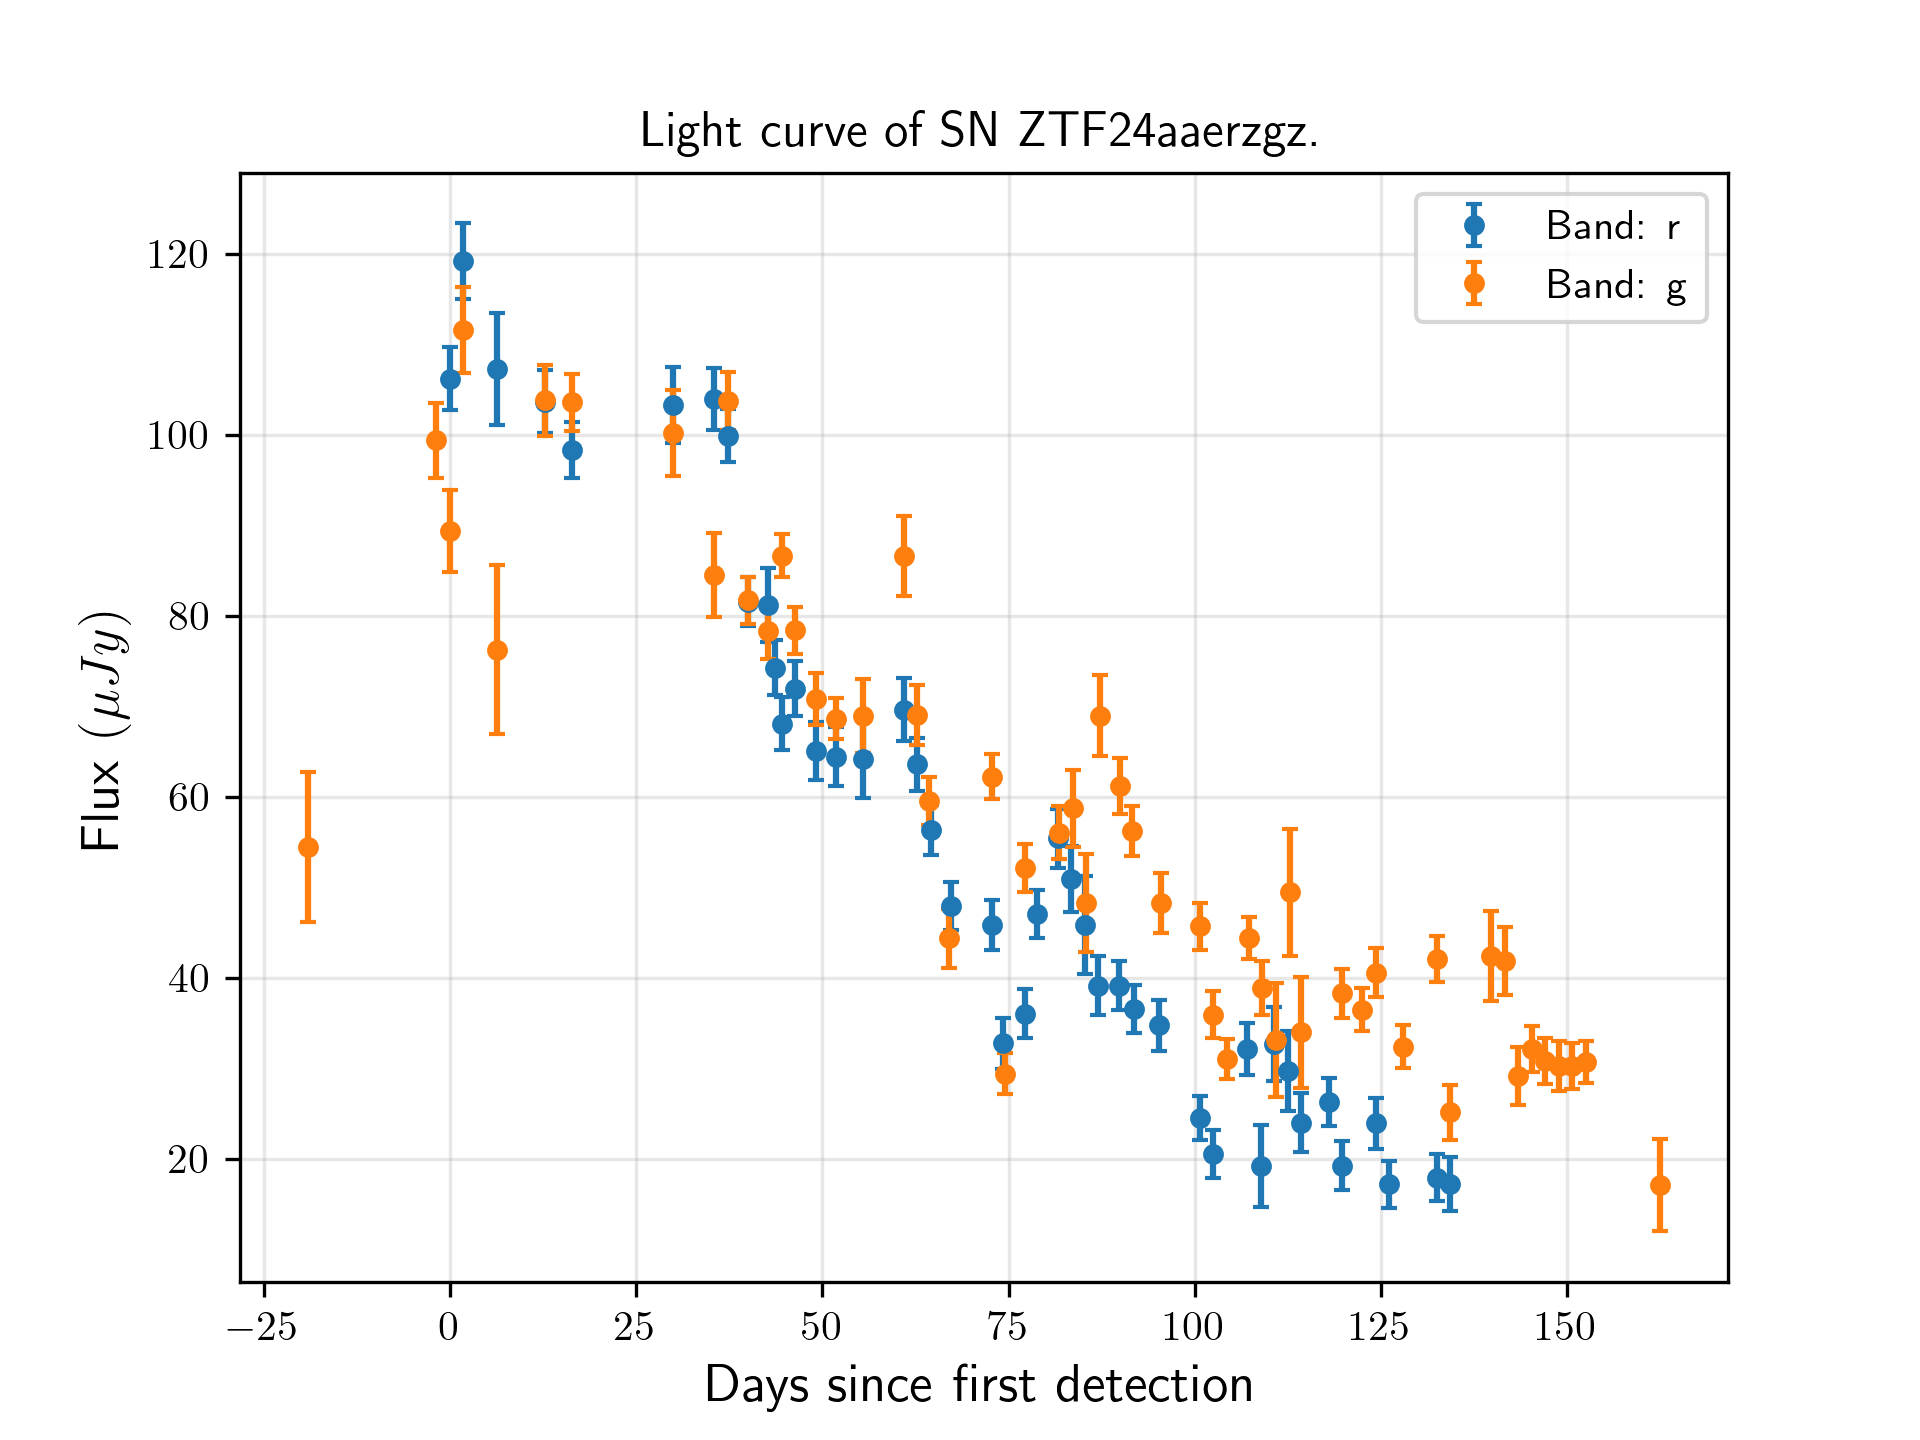 Light curve of SN ZTF24aaerzgz.
Band: r
Band: g
120
100
80
60
40
20
Flux (μJy)
−25 0 25 50 75 100 125 150
Days since first detection